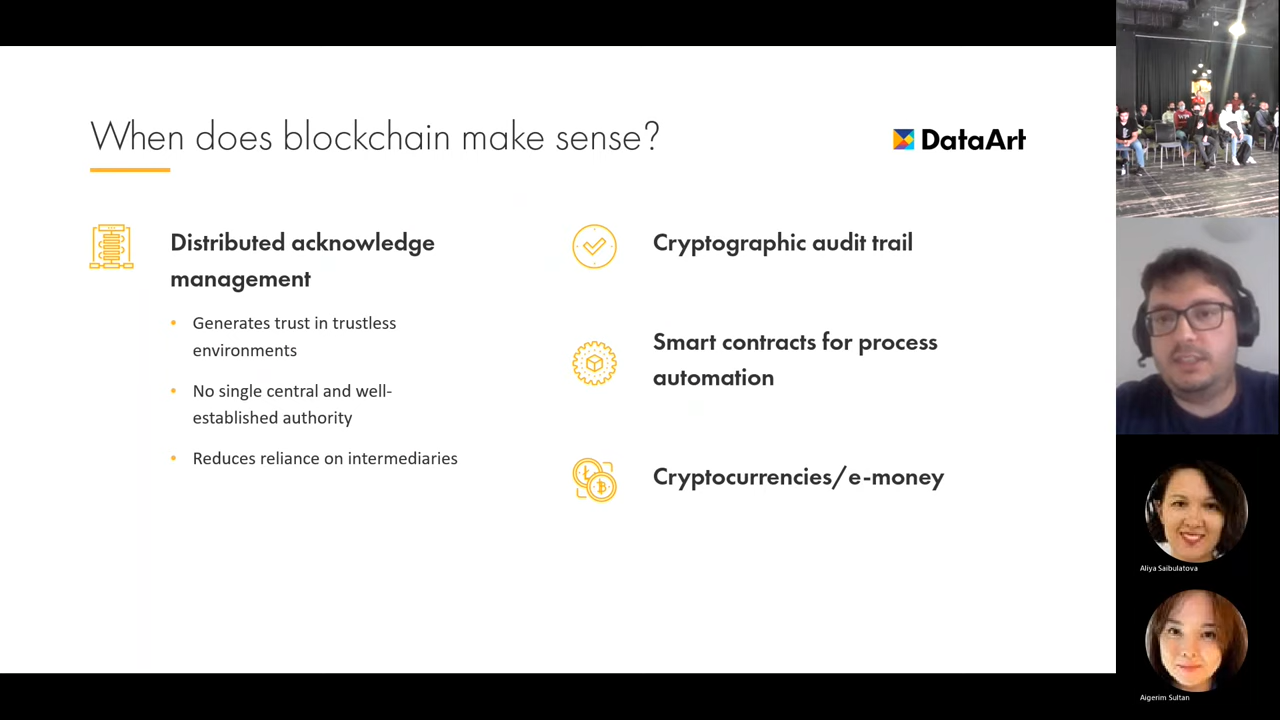 When does blockchain make sense?
DataArt
Distributed acknowledge
management
• Generates trust in trustless
environments
• No single central and well-
established authority
• Reduces reliance on intermediaries
Cryptographic audit trail
Smart contracts for process
automation
Cryptocurrencies/e-money
Aliya Saibulatova
Aigerim Sultan